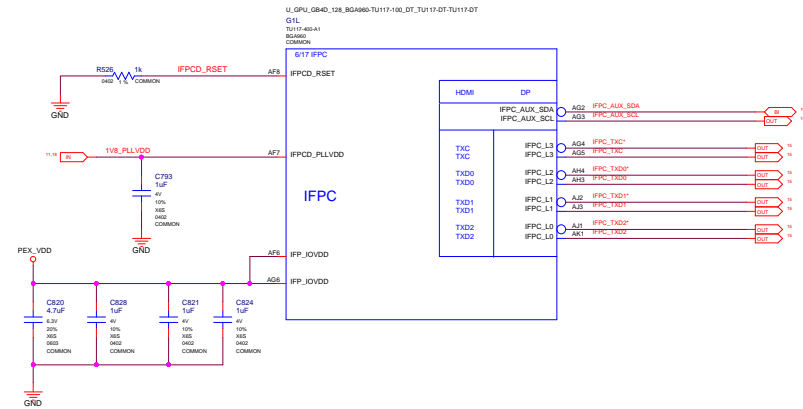 U_GPU_GB4D_128_BGA960-TU117-100_DT_TU117-DT-TU117-DT
G1L
TU117-400-A1
BGA960
COMMON
6/17 IFPC
R526 1k
0402 1 % COMMON
IFPCD_RSET
AF8 IFPCD_RSET
GND
HDMI DP
IFPC_AUX_SDA AG2 IFPC_AUX_SDA BI
IFPC_AUX_SCL AG3 IFPC_AUX_SCL OUT
TXC IFPC_L3 AG4 IFPC_TXC* OUT
TXC IFPC_L3 AG5 IFPC_TXC OUT
TXD0 IFPC_L2 AH4 IFPC_TXD0* OUT
TXD0 IFPC_L2 AH3 IFPC_TXD0 OUT
TXD1 IFPC_L1 AJ2 IFPC_TXD1* OUT
TXD1 IFPC_L1 AJ3 IFPC_TXD1 OUT
TXD2 IFPC_L0 AJ1 IFPC_TXD2* OUT
TXD2 IFPC_L0 AK1 IFPC_TXD2 OUT
IN 1V8_PLLVDD AF7 IFPCD_PLLVDD
C793
1uF
4V
10%
X6S
0402
COMMON
GND
IFPC
PEX_VDD
AF6 IFP_IOVDD
AG6 IFP_IOVDD
C820
4.7uF
6.3V
20%
X6S
0603
COMMON
C828
1uF
4V
10%
X6S
0402
COMMON
C821
1uF
4V
10%
X6S
0402
COMMON
C824
1uF
4V
10%
X6S
0402
COMMON
GND